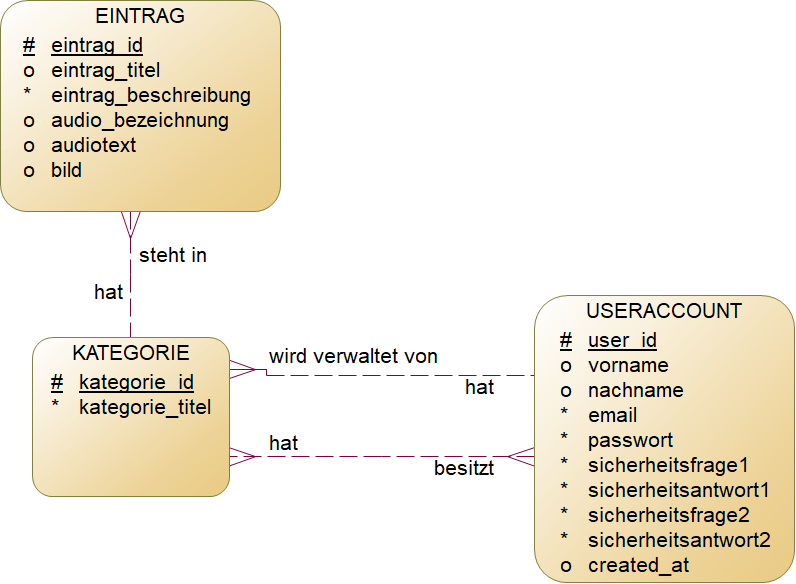 EINTRAG
# eintrag_id
o eintrag_titel
* eintrag_beschreibung
o audio_bezeichnung
o audiotext
o bild
steht in
hat
KATEGORIE
# kategorie_id
* kategorie_titel
wird verwaltet von
hat
hat
besitzt
USERACCOUNT
# user_id
o vorname
o nachname
* email
* passwort
* sicherheitsfrage1
* sicherheitsantwort1
* sicherheitsfrage2
* sicherheitsantwort2
o created_at